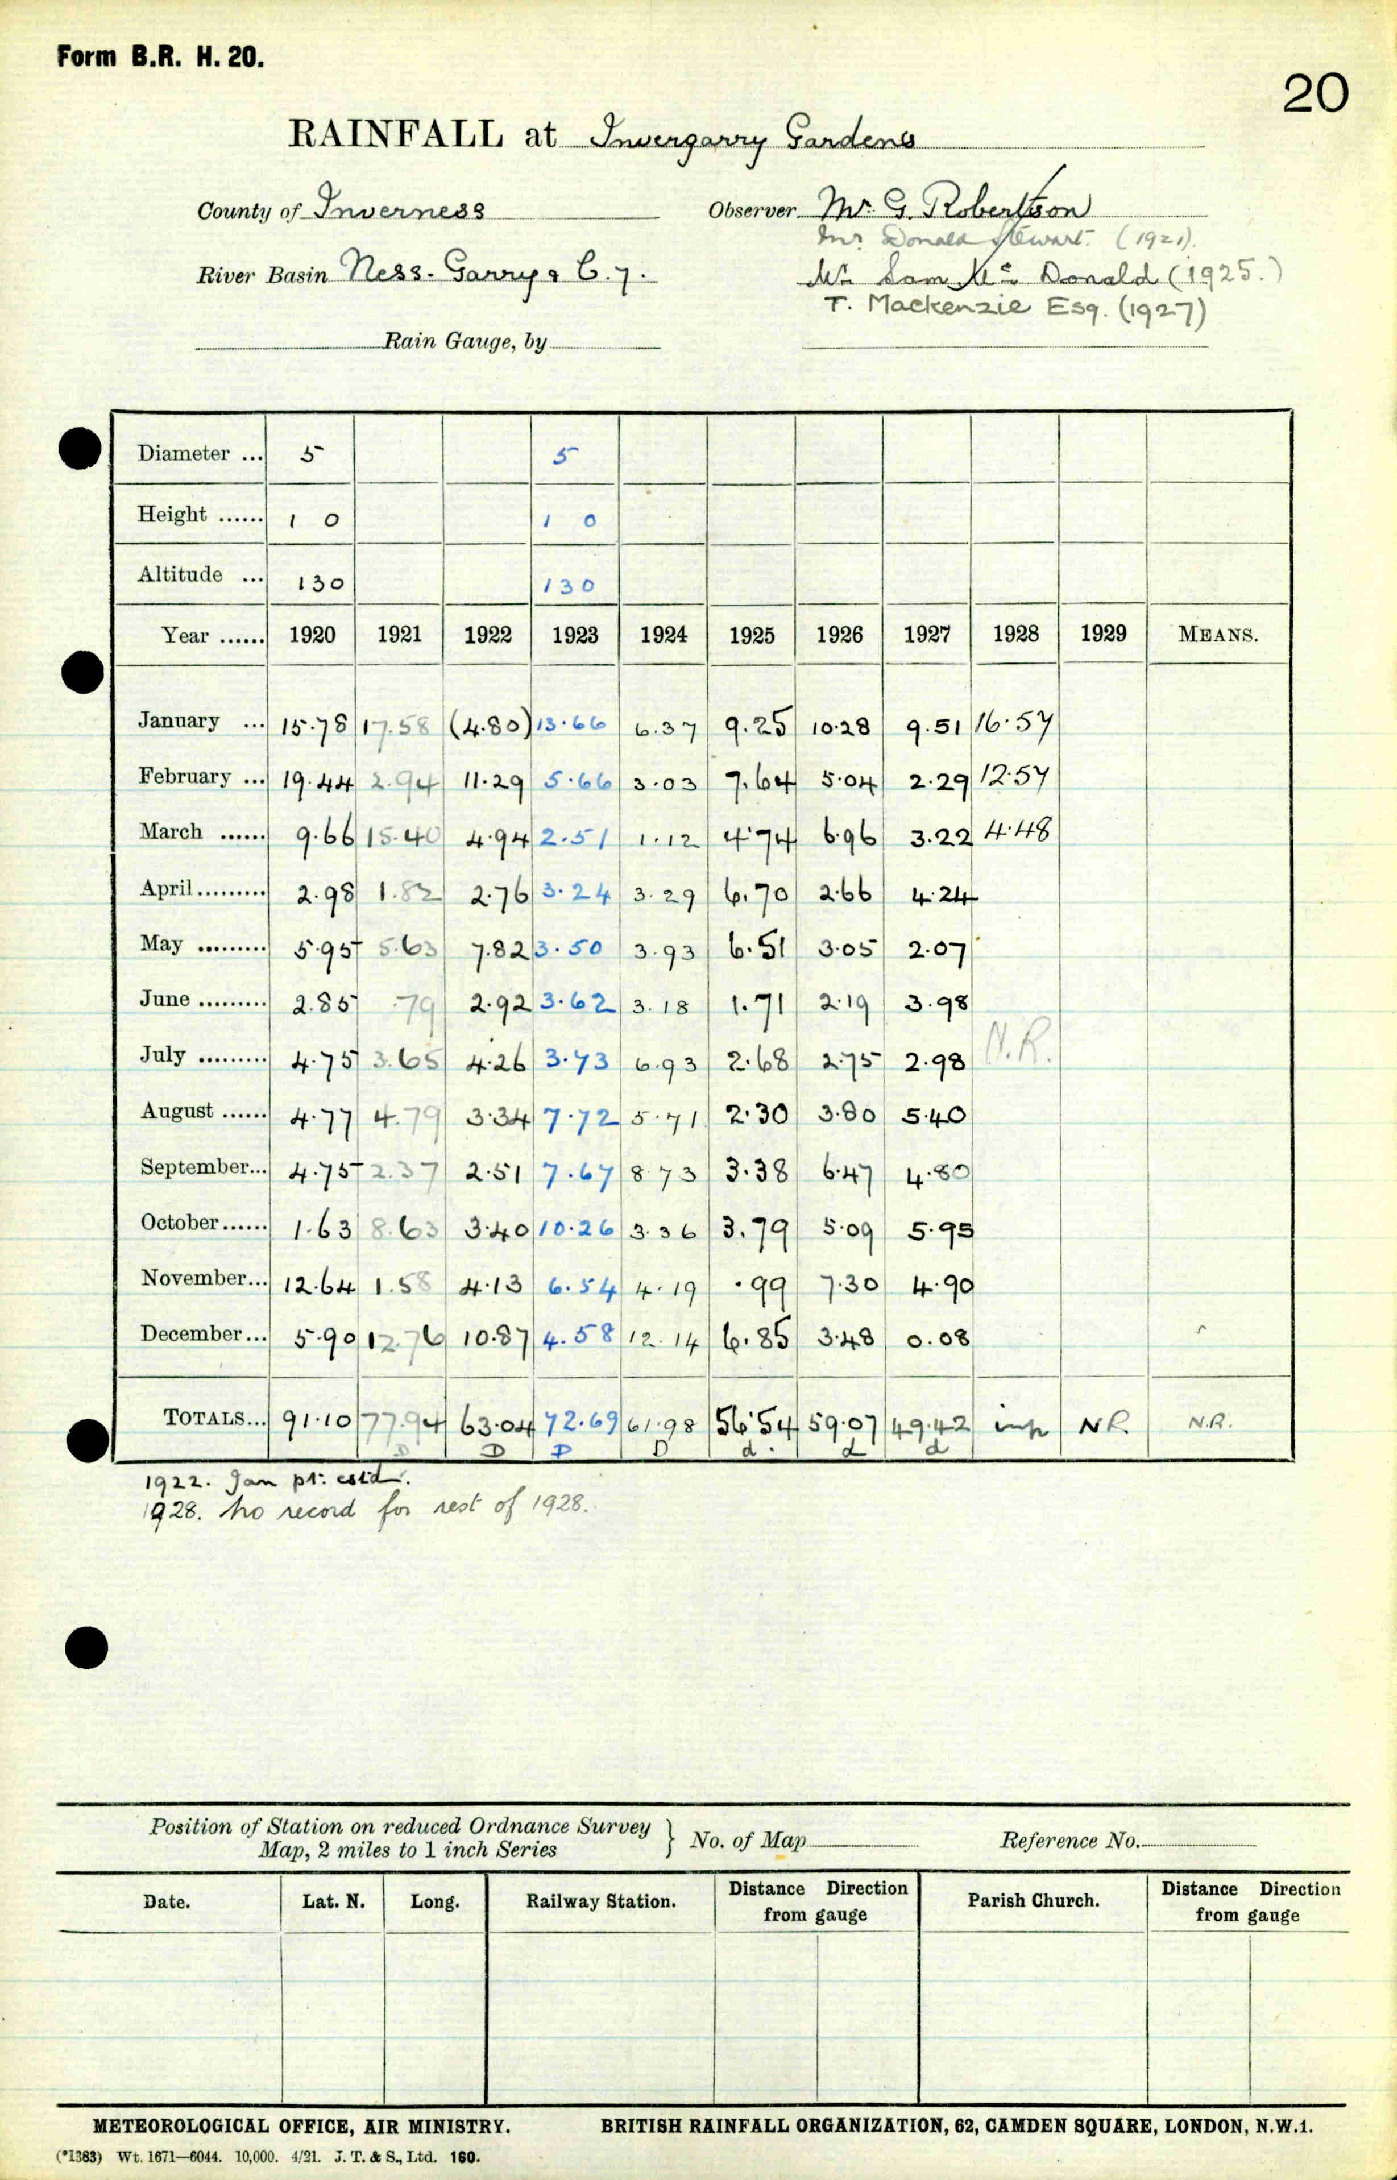 Form B.R. H. 20.
20
RAINFALL at Invergarry Gardens
County of Inverness Observer Mr. G. Robertson
Mr. Donald Stewart. (1921).
River Basin Ness-Garry & C.7. Mr. Sam Mc Donald (1925.)
T. Mackenzie Esq. (1927)
Rain Gauge, by
Diameter ... 5 5
Height ...... 1 0 1 0
Altitude ... 130 130
Year ...... 1920 1921 1922 1923 1924 1925 1926 1927 1928 1929 MEANS.
January ... 15.78 17.58 (4.80) 13.66 6.37 9.25 10.28 9.51 16.57
February ... 19.44 2.94 11.29 5.66 3.03 7.64 5.04 2.29 12.57
March ...... 9.66 15.40 4.94 2.51 1.12 4.74 6.96 3.22 4.48
April......... 2.98 1.82 2.76 3.24 3.29 6.70 2.66 4.24
May ......... 5.95 5.63 7.82 3.50 3.93 6.51 3.05 2.07
June ......... 2.85 .79 2.92 3.62 3.18 1.71 2.19 3.98
July ......... 4.75 3.65 4.26 3.73 6.93 2.68 2.75 2.98 N.R.
August ...... 4.77 4.79 3.34 7.72 5.71 2.30 3.80 5.40
September... 4.75 2.37 2.51 7.67 8.73 3.38 6.47 4.80
October...... 1.63 8.63 3.40 10.26 3.36 3.79 5.09 5.95
November... 12.64 1.58 4.13 6.54 4.19 .99 7.30 4.90
December... 5.90 12.76 10.87 4.58 12.14 6.85 3.48 0.08
TOTALS... 91.10 77.94 63.04 72.69 61.98 56.54 59.07 49.42 imp NR. N.R.
D D D D d. d d
1922. Jan pt. estd.
1928. No record for rest of 1928.
Position of Station on reduced Ordnance Survey
Map, 2 miles to 1 inch Series } No. of Map Reference No.
Date. Lat. N. Long. Railway Station. Distance Direction from gauge Parish Church. Distance Direction from gauge
METEOROLOGICAL OFFICE, AIR MINISTRY. BRITISH RAINFALL ORGANIZATION, 62, CAMDEN SQUARE, LONDON, N.W.1.
(*1383) Wt. 1671—6044. 10,000. 4/21. J. T. & S., Ltd. 160.